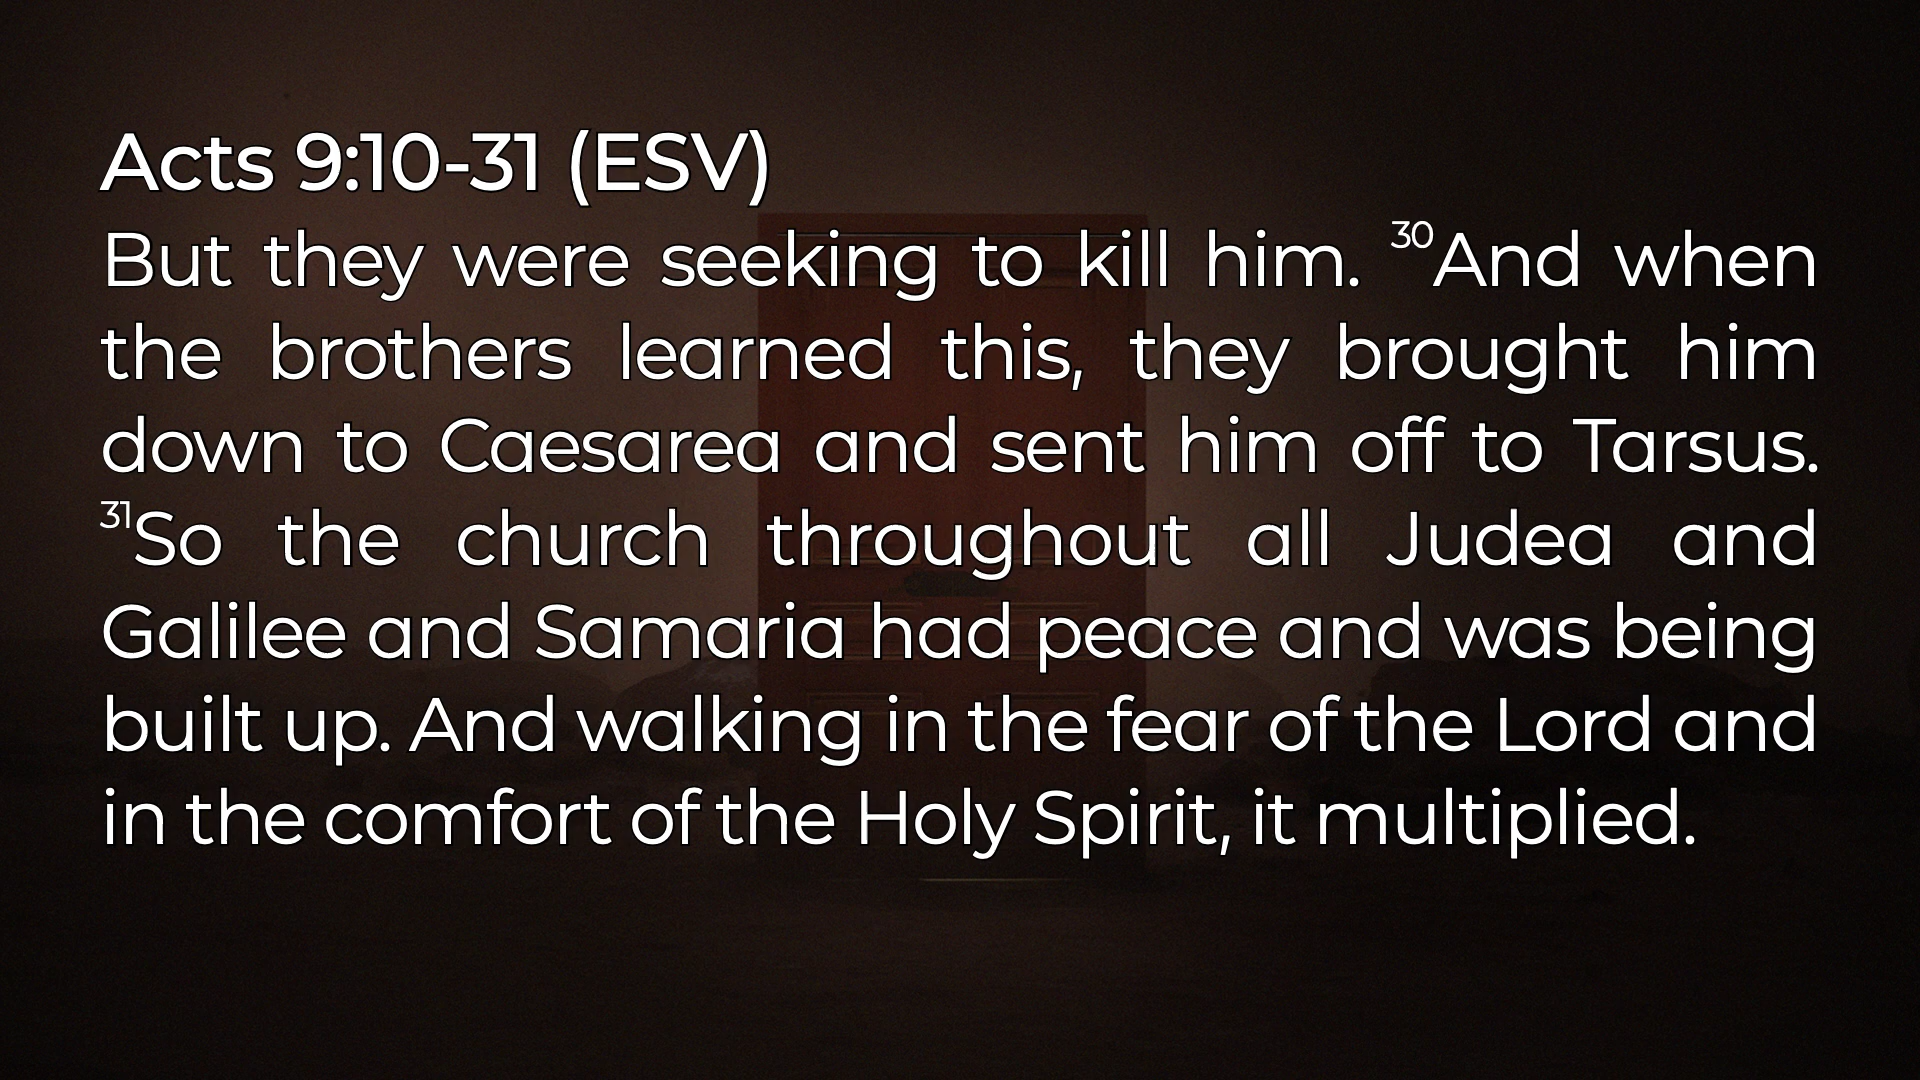 Acts 9:10-31 (ESV)
But they were seeking to kill him. 30And when
the brothers learned this, they brought him
down to Caesarea and sent him off to Tarsus.
31So the church throughout all Judea and
Galilee and Samaria had peace and was being
built up. And walking in the fear of the Lord and
in the comfort of the Holy Spirit, it multiplied.